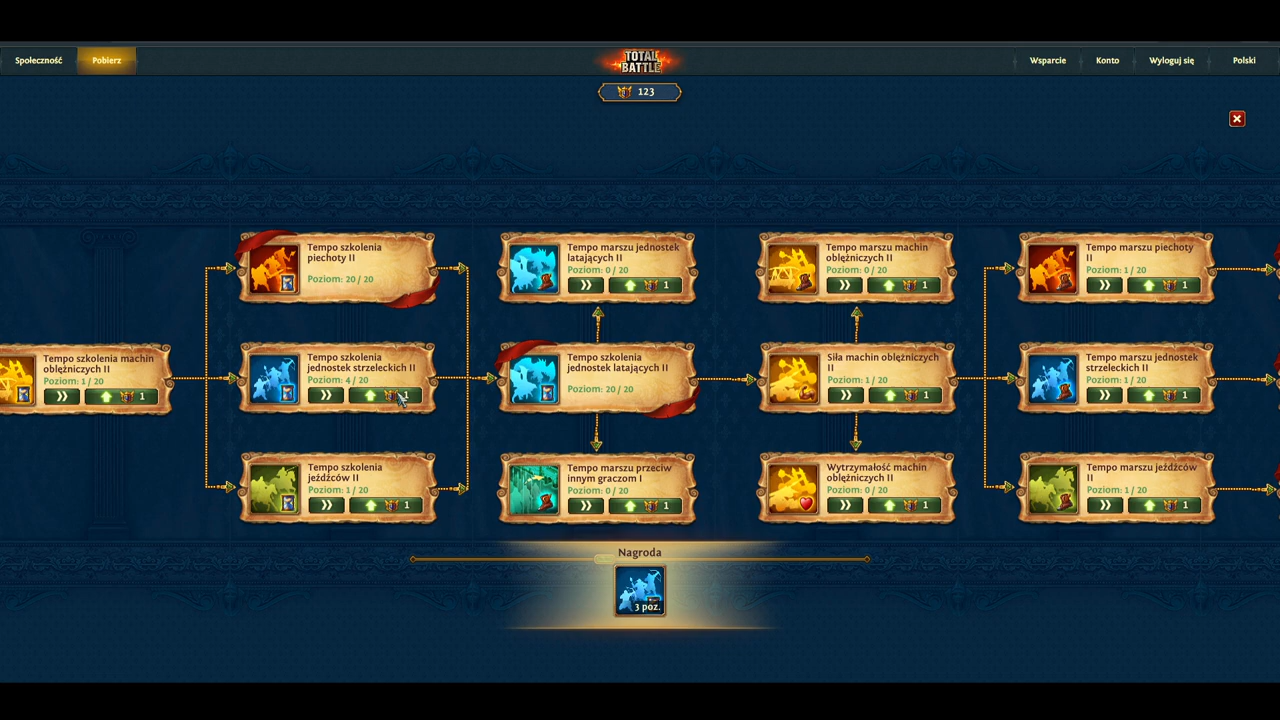 Społeczność
Pobierz
TOTAL
BATTLE
Wsparcie
Konto
Wyloguj się
Polski
123
Tempo szkolenia machin
oblężniczych II
Poziom: 1 / 20
1
Tempo szkolenia
piechoty II
Poziom: 20 / 20
Tempo szkolenia
jednostek strzeleckich II
Poziom: 4 / 20
1
Tempo szkolenia
jeźdźców II
Poziom: 1 / 20
1
Tempo marszu jednostek
latających II
Poziom: 0 / 20
1
Tempo szkolenia
jednostek latających II
Poziom: 20 / 20
Tempo marszu przeciw
innym graczom I
Poziom: 0 / 20
1
Tempo marszu machin
oblężniczych II
Poziom: 0 / 20
1
Siła machin oblężniczych
II
Poziom: 1 / 20
1
Wytrzymałość machin
oblężniczych II
Poziom: 0 / 20
1
Tempo marszu piechoty
II
Poziom: 1 / 20
1
Tempo marszu jednostek
strzeleckich II
Poziom: 1 / 20
1
Tempo marszu jeźdźców
II
Poziom: 1 / 20
1
Nagroda
3 poz.